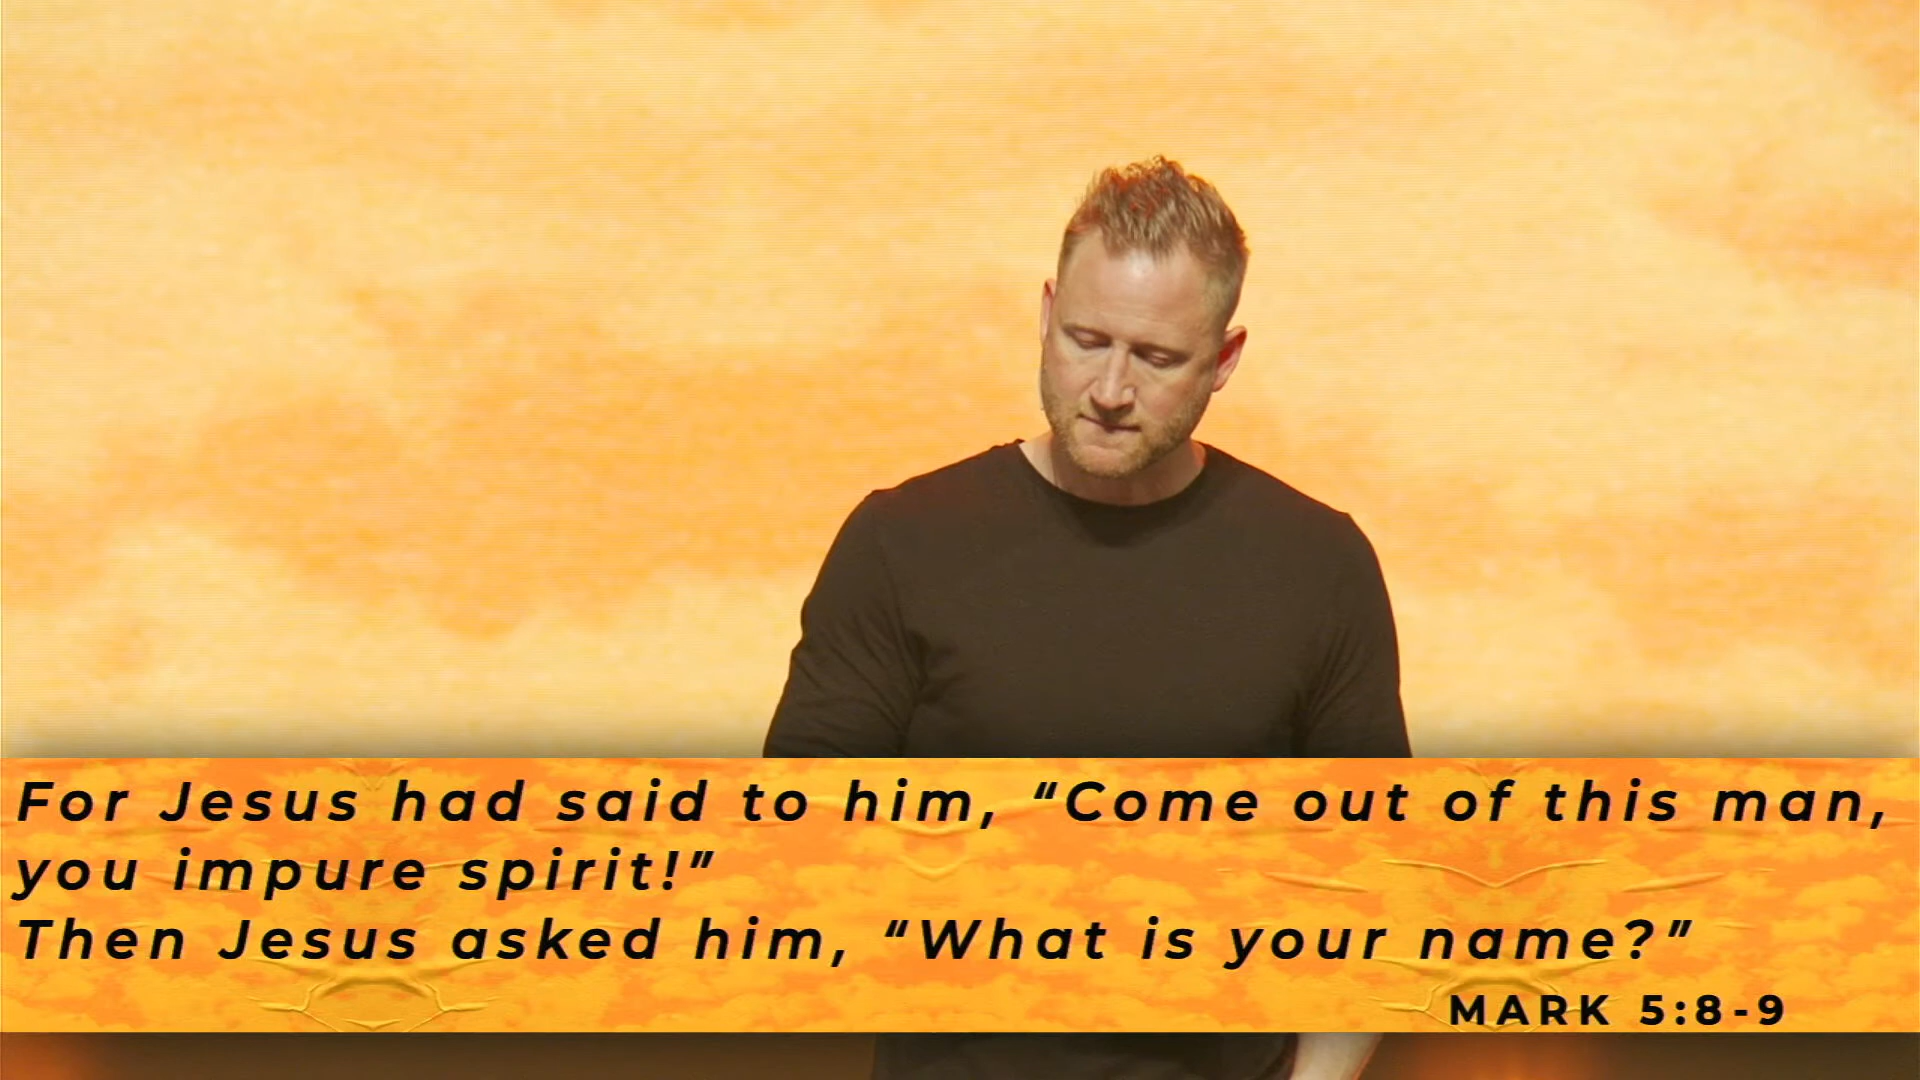 For Jesus had said to him, “Come out of this man,
you impure spirit!”
Then Jesus asked him, “What is your name?”
MARK 5:8-9